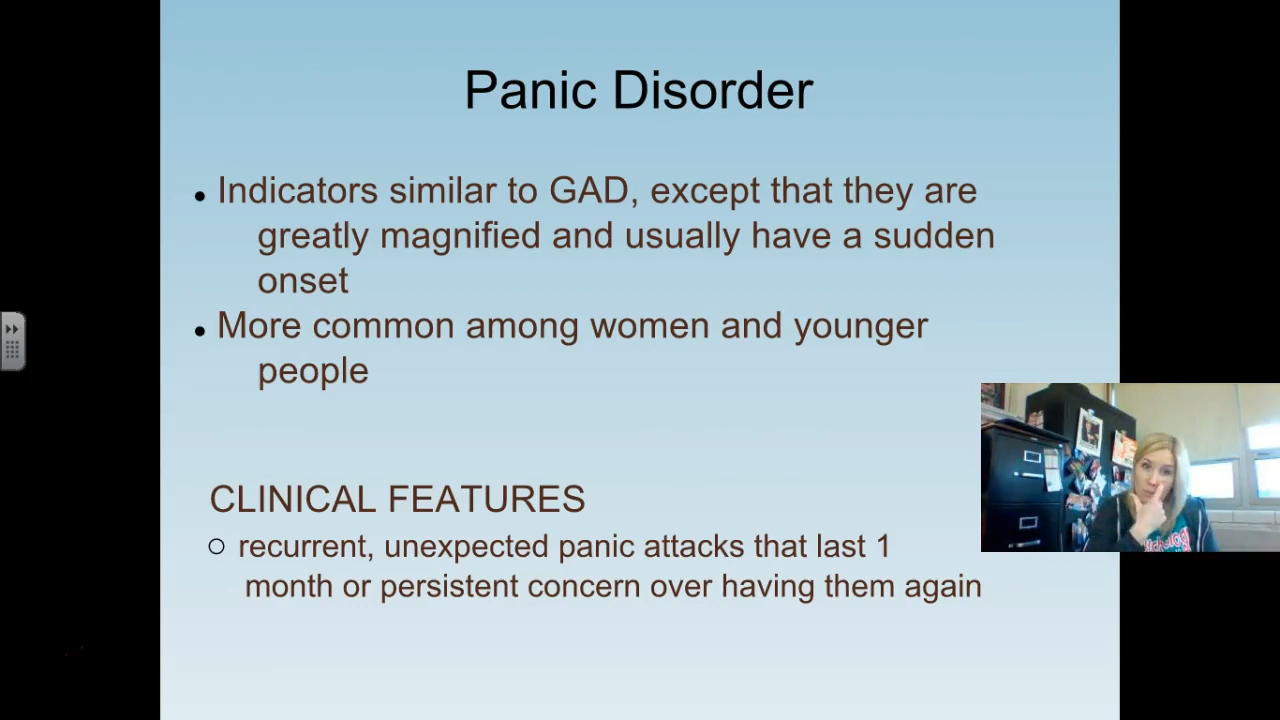 Panic Disorder
• Indicators similar to GAD, except that they are
greatly magnified and usually have a sudden
onset
• More common among women and younger
people
CLINICAL FEATURES
○ recurrent, unexpected panic attacks that last 1
month or persistent concern over having them again